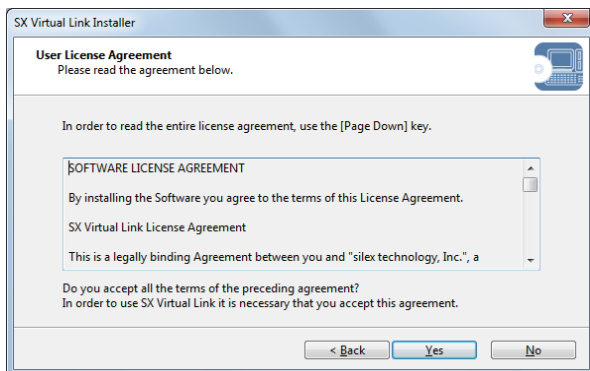 SX Virtual Link Installer
User License Agreement
Please read the agreement below.
In order to read the entire license agreement, use the [Page Down] key.
SOFTWARE LICENSE AGREEMENT
By installing the Software you agree to the terms of this License Agreement.
SX Virtual Link License Agreement
This is a legally binding Agreement between you and "silex technology, Inc.", a
Do you accept all the terms of the preceding agreement?
In order to use SX Virtual Link it is necessary that you accept this agreement.
< Back Yes No